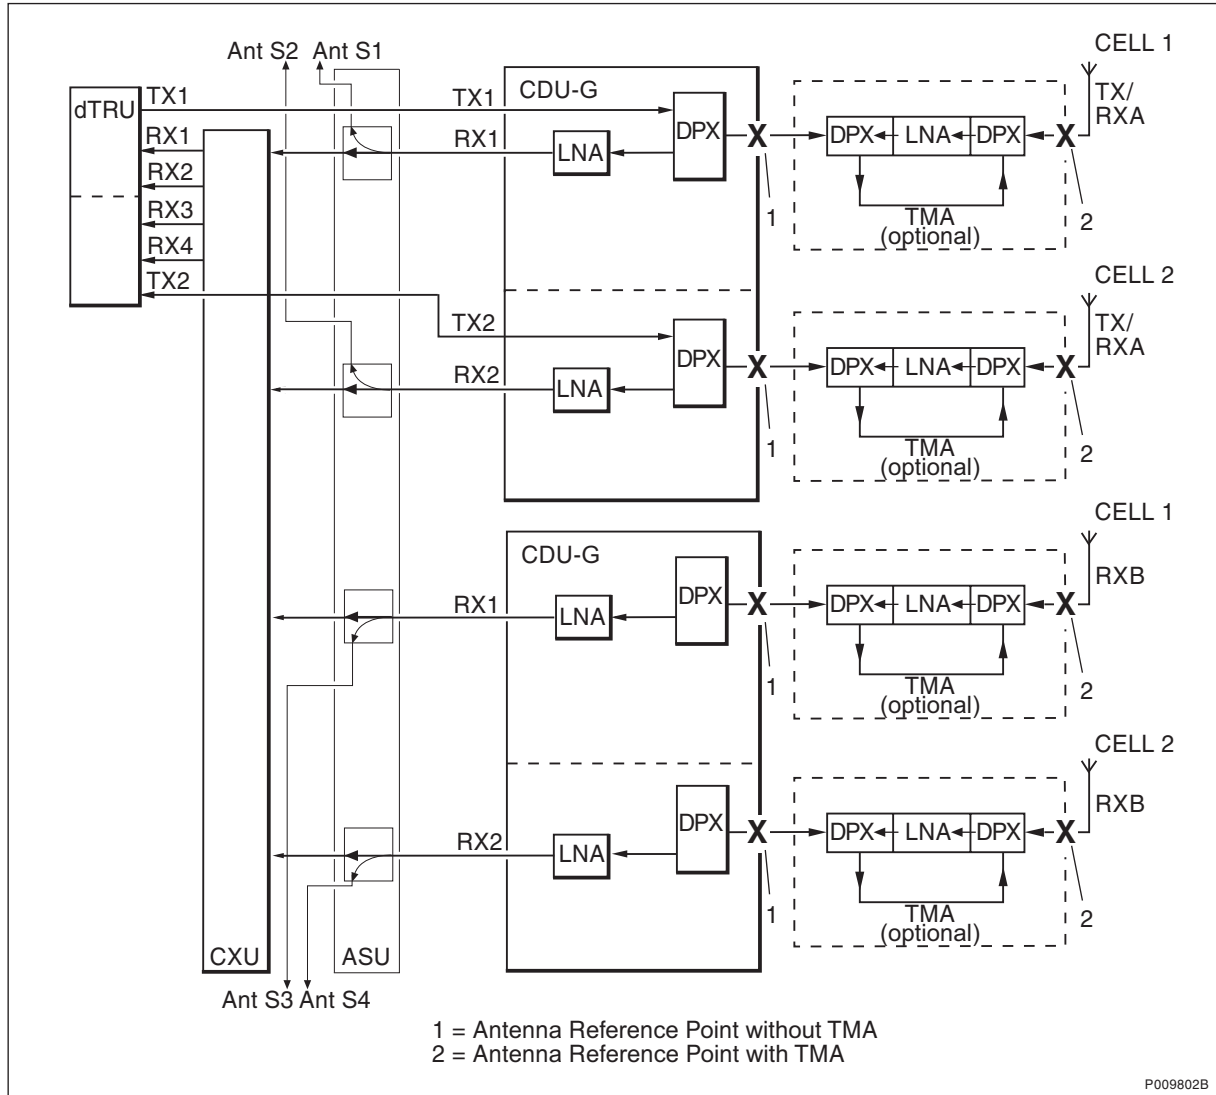 Ant S2 Ant S1
CELL 1
dTRU
TX1
TX1
CDU-G
TX/
RXA
DPX
RX1
RX1
LNA
DPX LNA DPX
RX2
RX3
1
TMA
(optional)
2
RX4
TX2
CELL 2
TX2
TX/
RXA
DPX
RX2
LNA
DPX LNA DPX
1
TMA
(optional)
2
CELL 1
CDU-G
RXB
DPX
RX1
LNA
DPX LNA DPX
1
TMA
(optional)
2
CELL 2
RXB
DPX
RX2
LNA
DPX LNA DPX
1
TMA
(optional)
2
CXU
ASU
Ant S3 Ant S4
1 = Antenna Reference Point without TMA
2 = Antenna Reference Point with TMA
P009802B